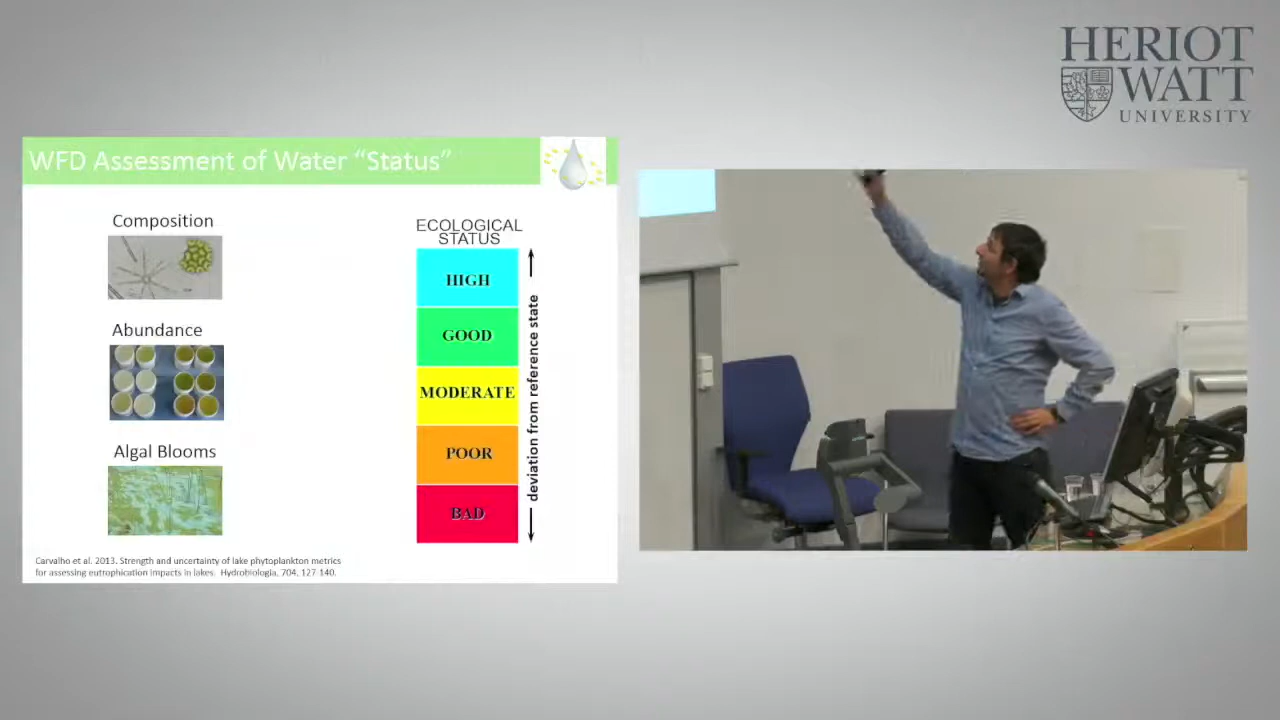 HERIOT
WATT
UNIVERSITY
WFD Assessment of Water “Status”
Composition
Abundance
Algal Blooms
ECOLOGICAL
STATUS
HIGH
GOOD
MODERATE
POOR
BAD
deviation from reference state
Carvalho et al. 2013. Strength and uncertainty of lake phytoplankton metrics
for assessing eutrophication impacts in lakes. Hydrobiologia, 704, 127-140.